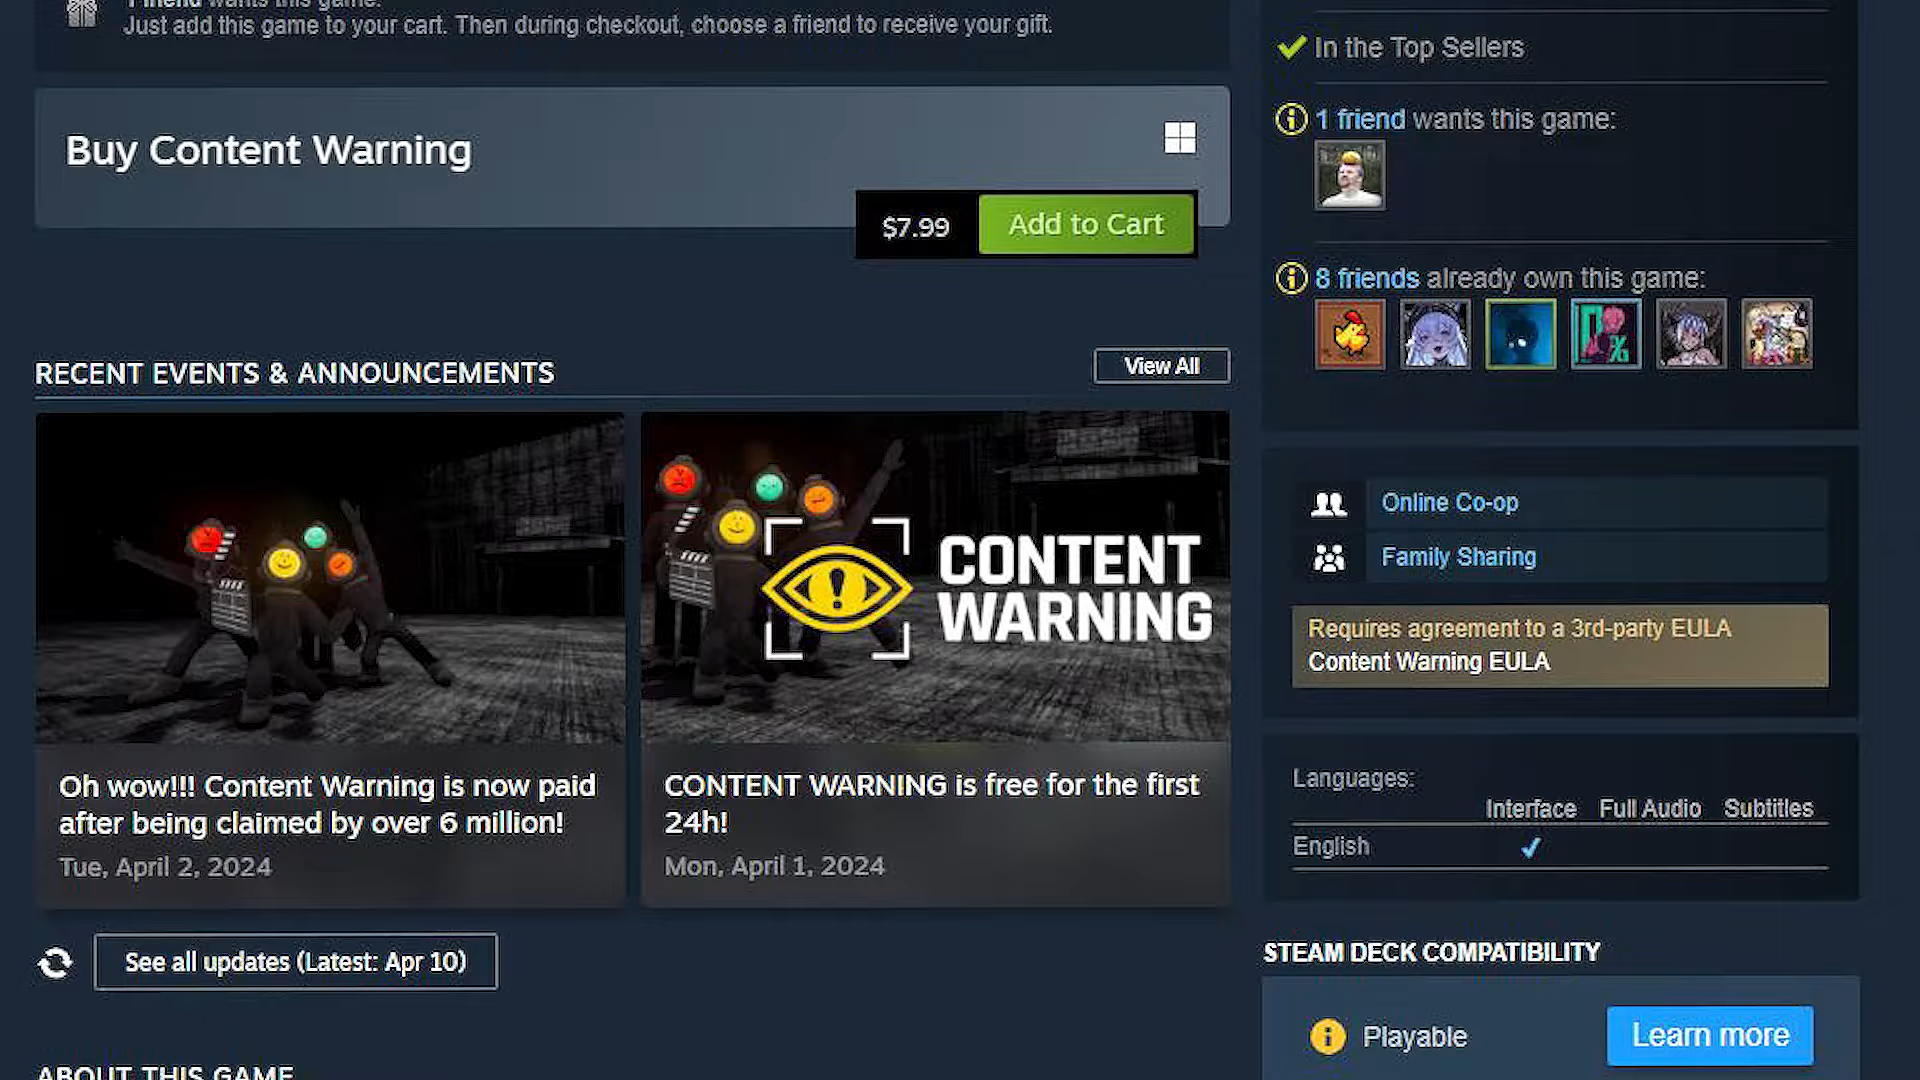 1 friend wants this game:
Just add this game to your cart. Then during checkout, choose a friend to receive your gift.
Buy Content Warning
$7.99
Add to Cart
RECENT EVENTS & ANNOUNCEMENTS
View All
CONTENT
WARNING
Oh wow!!! Content Warning is now paid
after being claimed by over 6 million!
Tue, April 2, 2024
CONTENT WARNING is free for the first
24h!
Mon, April 1, 2024
See all updates (Latest: Apr 10)
ABOUT THIS GAME
In the Top Sellers
1 friend wants this game:
8 friends already own this game:
Online Co-op
Family Sharing
Requires agreement to a 3rd-party EULA
Content Warning EULA
Languages:
Interface Full Audio Subtitles
English
STEAM DECK COMPATIBILITY
Playable
Learn more